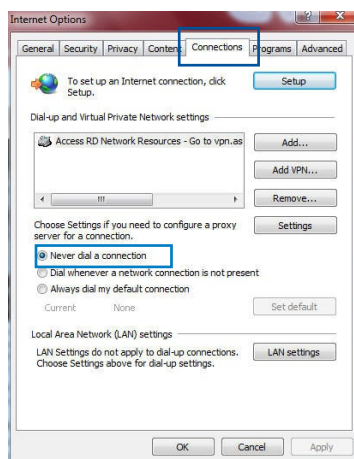 Internet Options
General Security Privacy Content Connections Programs Advanced
To set up an Internet connection, click Setup.
Setup
Dial-up and Virtual Private Network settings
Access RD Network Resources - Go to vpn.as
Add...
Add VPN...
Remove...
Choose Settings if you need to configure a proxy
server for a connection.
Settings
Never dial a connection
Dial whenever a network connection is not present
Always dial my default connection
Current None
Set default
Local Area Network (LAN) settings
LAN Settings do not apply to dial-up connections.
Choose Settings above for dial-up settings.
LAN settings
OK Cancel Apply